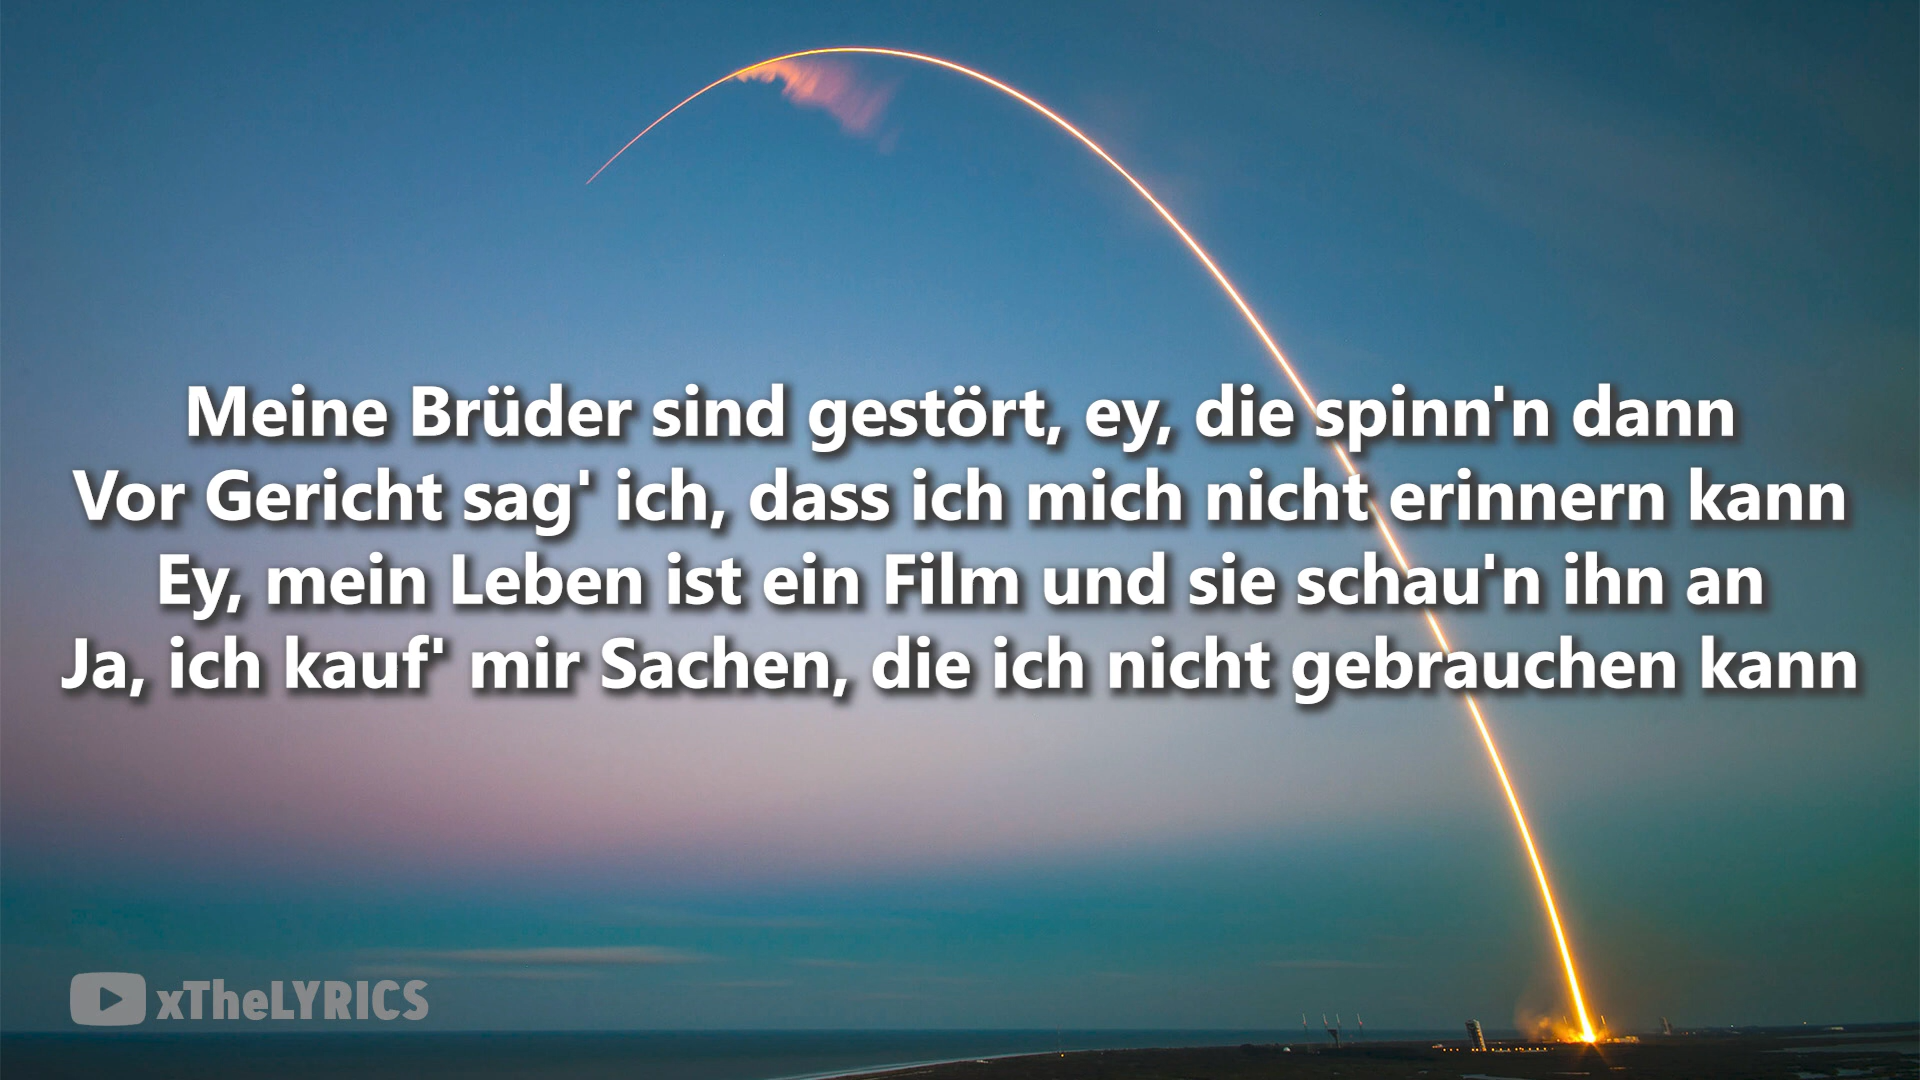 Meine Brüder sind gestört, ey, die spinn'n dann
Vor Gericht sag' ich, dass ich mich nicht erinnern kann
Ey, mein Leben ist ein Film und sie schau'n ihn an
Ja, ich kauf' mir Sachen, die ich nicht gebrauchen kann
xTheLYRICS